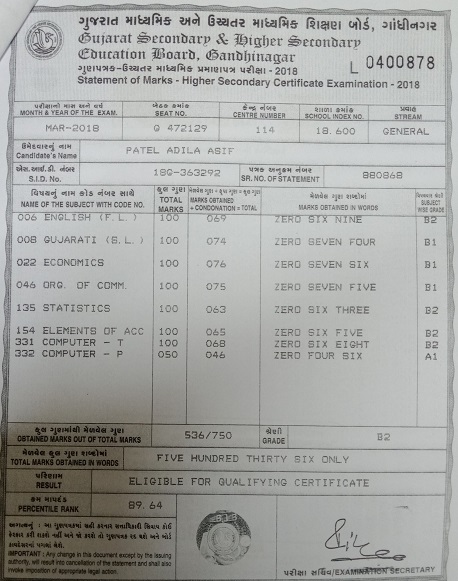 ગુજરાત માધ્યમિક અને ઉચ્ચતર માધ્યમિક શિક્ષણ બોર્ડ, ગાંધીનગર
Gujarat Secondary & Higher Secondary
Education Board, Gandhinagar
ગુણપત્રક-ઉચ્ચતર માધ્યમિક પ્રમાણપત્ર પરીક્ષા - 2018
L 0400878
Statement of Marks - Higher Secondary Certificate Examination - 2018
પરીક્ષાનો માસ અને વર્ષ બેઠક ક્રમાંક કેન્દ્ર નંબર શાળા ક્રમાંક પ્રવાહ
MONTH & YEAR OF THE EXAM. SEAT NO. CENTRE NUMBER SCHOOL INDEX NO. STREAM
MAR-2018 Q 472129 114 18.600 GENERAL
ઉમેદવારનું નામ
Candidate's Name PATEL ADILA ASIF
એસ.આઈ.ડી. નંબર પત્રક અનુક્રમ નંબર
S.I.D. No. 18G-363292 SR. NO. OF STATEMENT 880868
વિષયનું નામ કોડ નંબર સાથે કુલ ગુણ મેળવેલ ગુણ શબ્દોમાં
NAME OF THE SUBJECT WITH CODE NO. TOTAL MARKS MARKS OBTAINED + CONDONATION = TOTAL MARKS OBTAINED IN WORDS SUBJECT WISE GRADE
006 ENGLISH (F.L.) 100 069 ZERO SIX NINE B2
008 GUJARATI (S.L.) 100 074 ZERO SEVEN FOUR B1
022 ECONOMICS 100 076 ZERO SEVEN SIX B1
046 ORG. OF COMM. 100 075 ZERO SEVEN FIVE B1
135 STATISTICS 100 063 ZERO SIX THREE B2
154 ELEMENTS OF ACC 100 065 ZERO SIX FIVE B2
331 COMPUTER - T 100 068 ZERO SIX EIGHT B2
332 COMPUTER - P 050 046 ZERO FOUR SIX A1
કુલ ગુણમાંથી મેળવેલ ગુણ શ્રેણી
OBTAINED MARKS OUT OF TOTAL MARKS 536/750 GRADE B2
મેળવેલ કુલ ગુણ શબ્દોમાં
TOTAL MARKS OBTAINED IN WORDS FIVE HUNDRED THIRTY SIX ONLY
પરિણામ
RESULT ELIGIBLE FOR QUALIFYING CERTIFICATE
ક્રમ માપદંડ
PERCENTILE RANK 89.64
અગત્યનું : આ ગુણપત્રકમાં સહી કરનાર સત્તાધિકારી સિવાય કોઈ
ફેરફાર કરી શકશે નહીં અને જો કરશે તો ગુણપત્રક રદ થશે અને બોર્ડ
કાયદેસરનાં પગલાં લેશે.
IMPORTANT : Any change in this document except by the issuing
authority, will result into cancellation of the statement and shall also
invoke imposition of appropriate legal action.
પરીક્ષા સચિવ/EXAMINATION SECRETARY